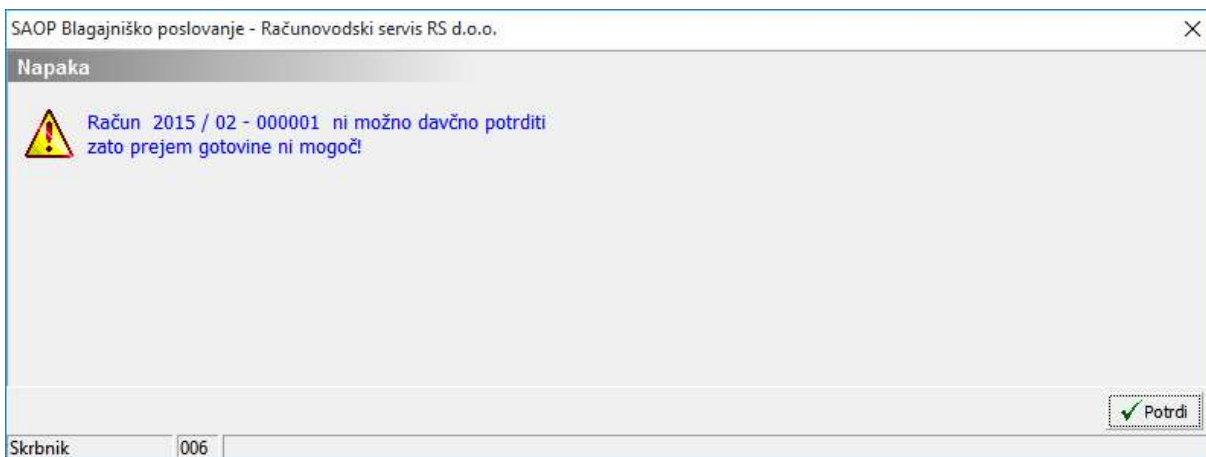 SAOP Blagajniško poslovanje - Računovodski servis RS d.o.o.
Napaka
Račun 2015 / 02 - 000001 ni možno davčno potrditi
zato prejem gotovine ni mogoč!
Potrdi
Skrbnik 006